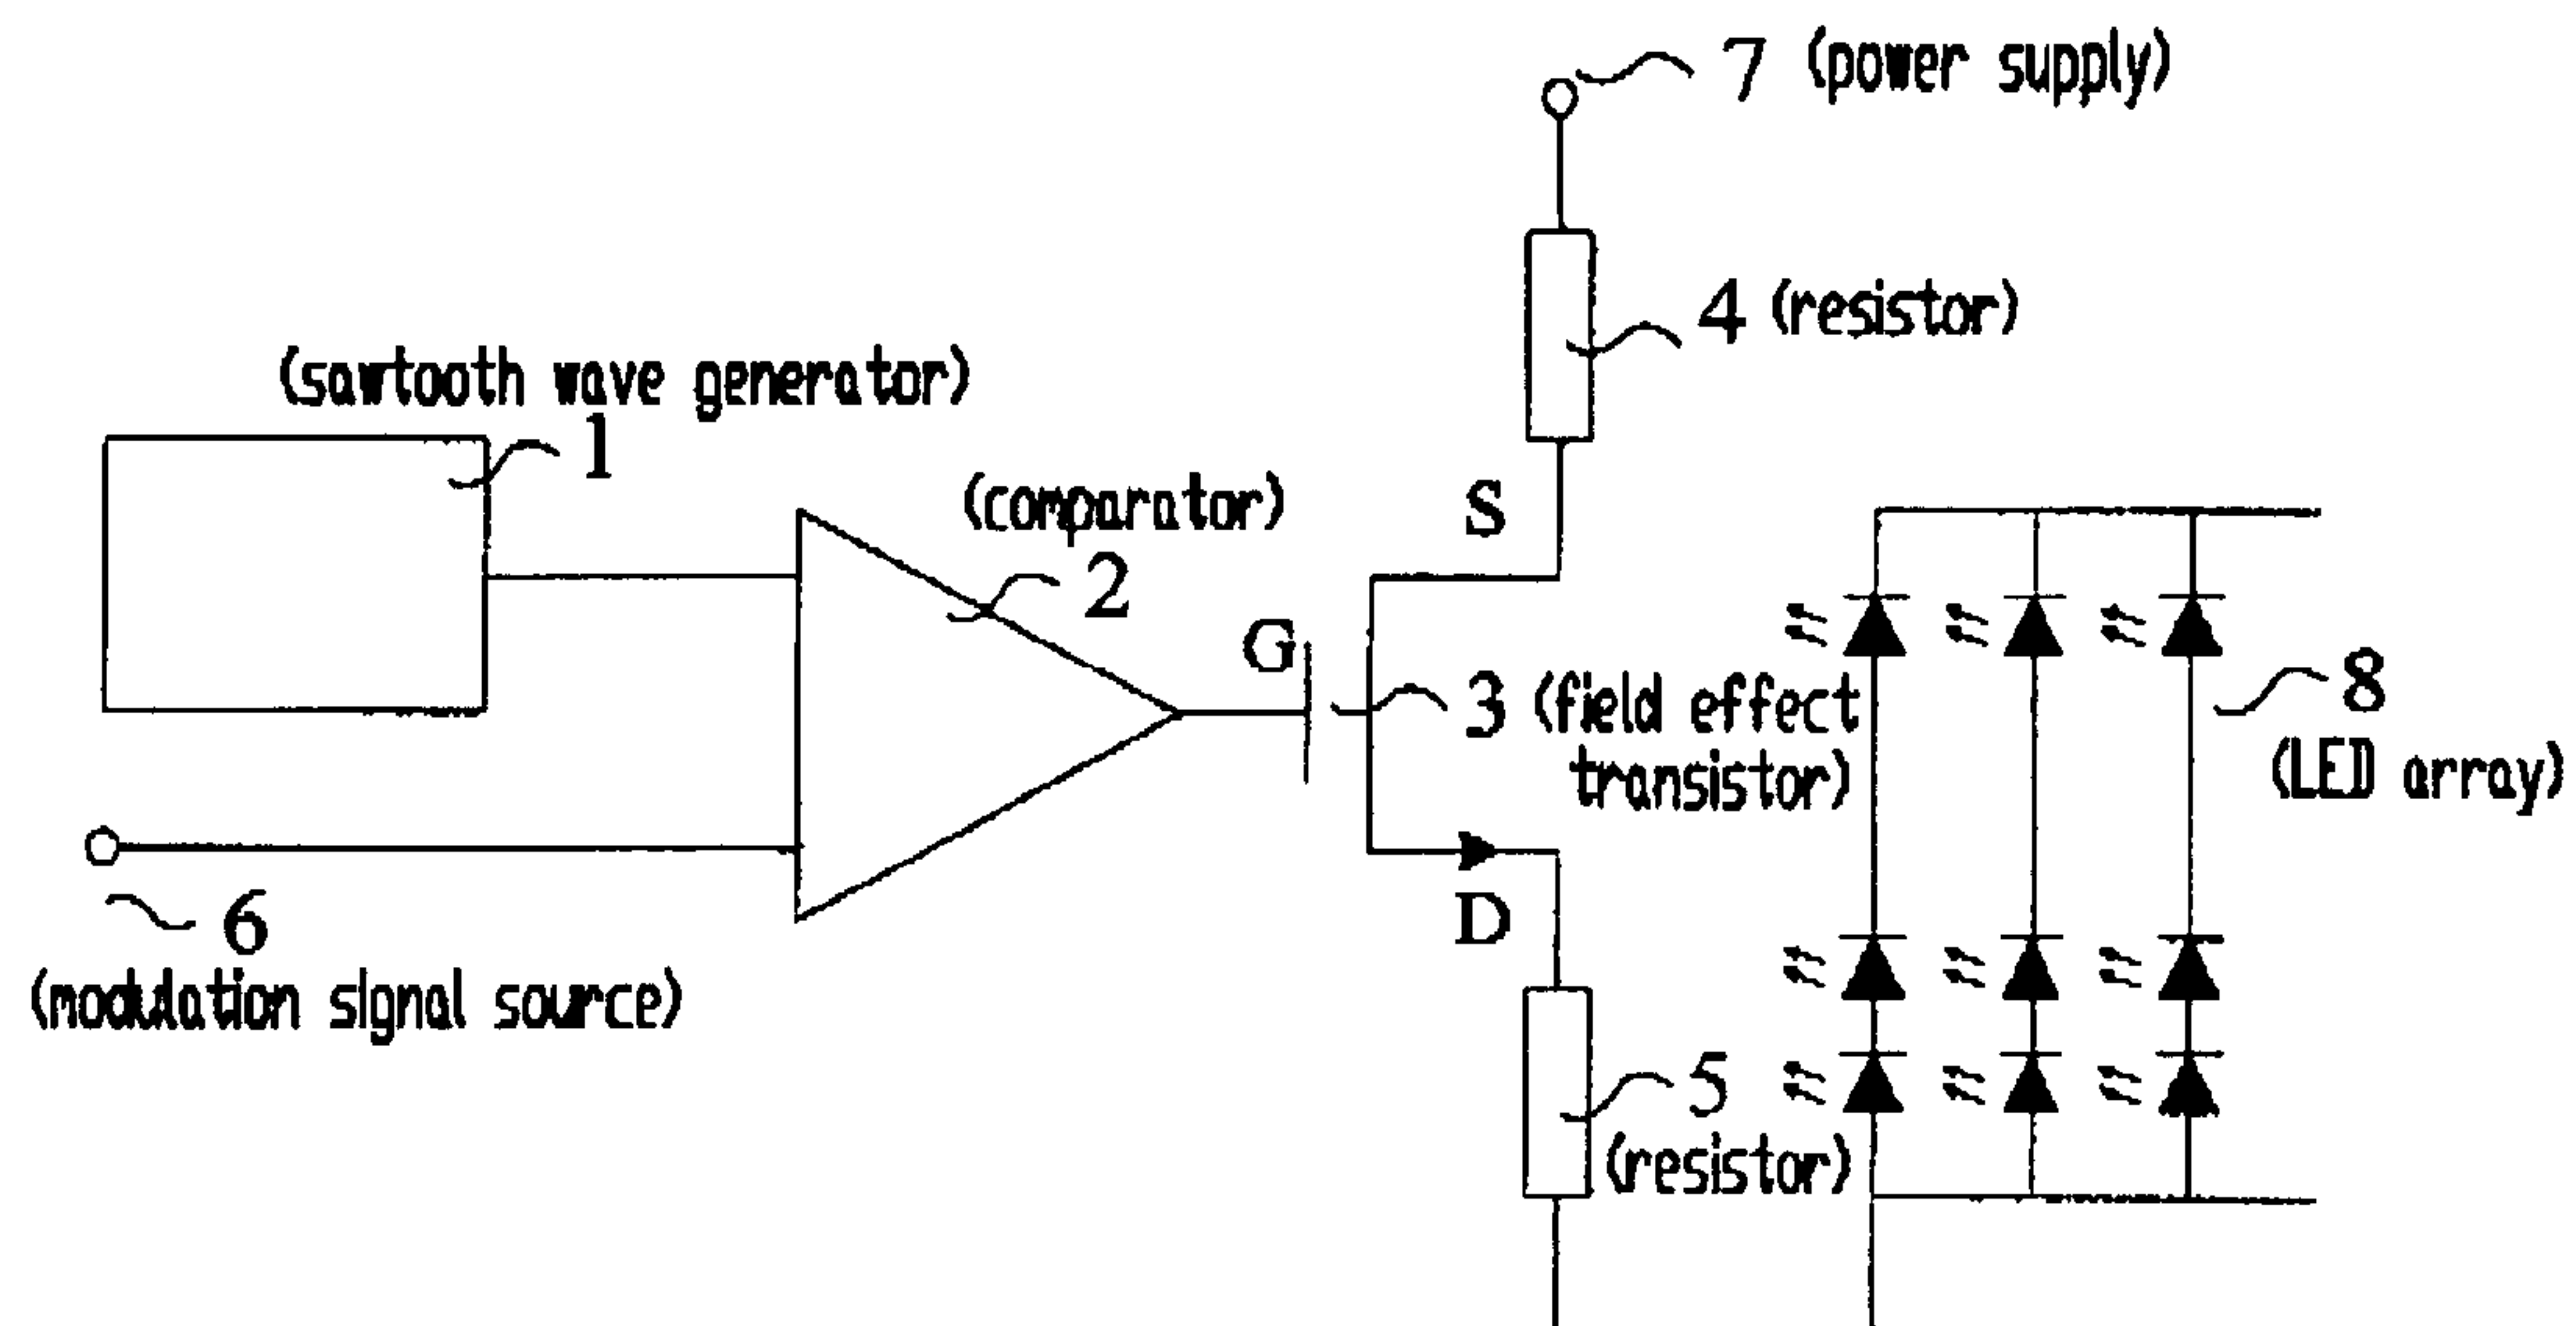 7 (power supply)
4 (resistor)
(sawtooth wave generator)
1
(comparator)
2
S
G
3 (field effect
transistor)
8
(LED array)
6
(modulation signal source)
D
5
(resistor)